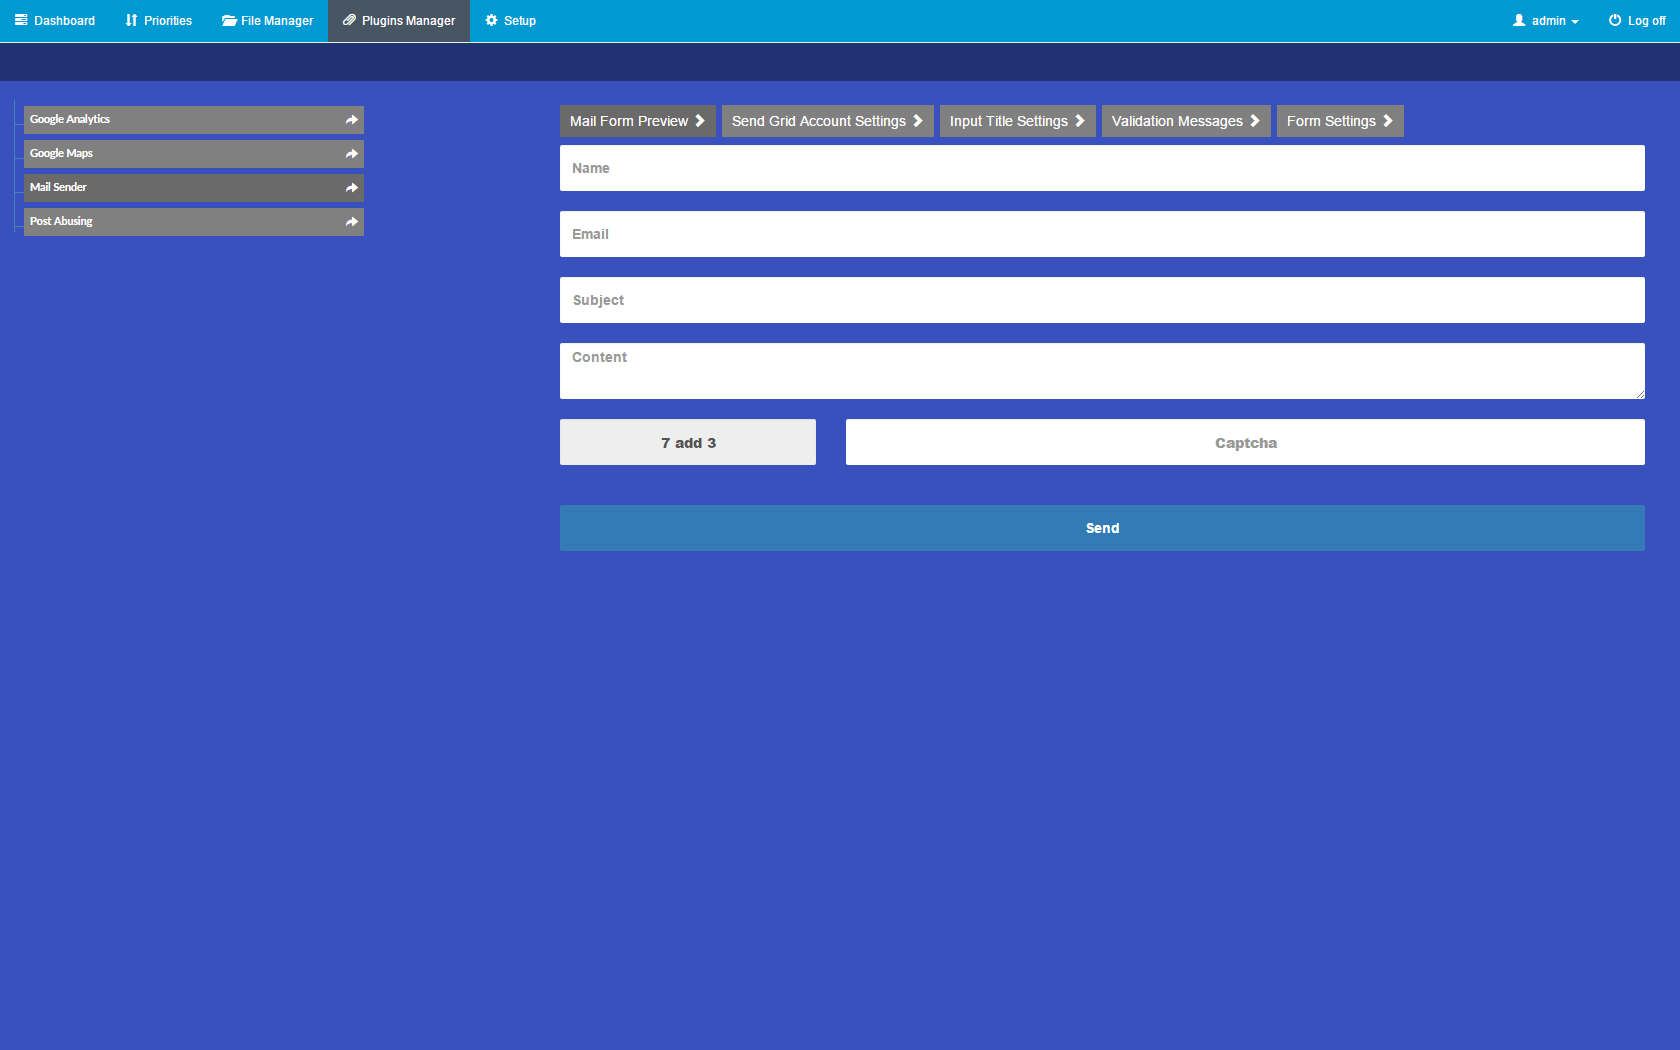 Dashboard Priorities File Manager Plugins Manager Setup admin Log off
Google Analytics
Google Maps
Mail Sender
Post Abusing
Mail Form Preview Send Grid Account Settings Input Title Settings Validation Messages Form Settings
Name
Email
Subject
Content
7 add 3 Captcha
Send